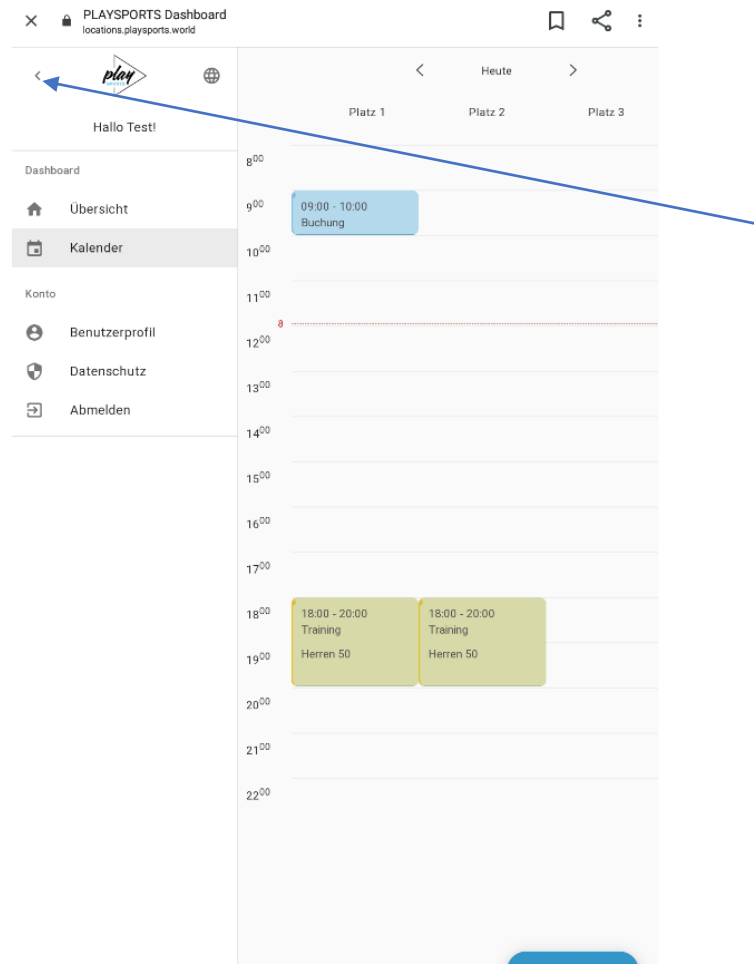 PLAYSPORTS Dashboard
locations.playsports.world
play
SPORTS
Hallo Test!
Dashboard
Übersicht
Kalender
Konto
Benutzerprofil
Datenschutz
Abmelden
Heute
Platz 1 Platz 2 Platz 3
8⁰⁰
9⁰⁰
09:00 - 10:00
Buchung
10⁰⁰
11⁰⁰
8
12⁰⁰
13⁰⁰
14⁰⁰
15⁰⁰
16⁰⁰
17⁰⁰
18⁰⁰
18:00 - 20:00
Training
Herren 50
18:00 - 20:00
Training
Herren 50
19⁰⁰
20⁰⁰
21⁰⁰
22⁰⁰